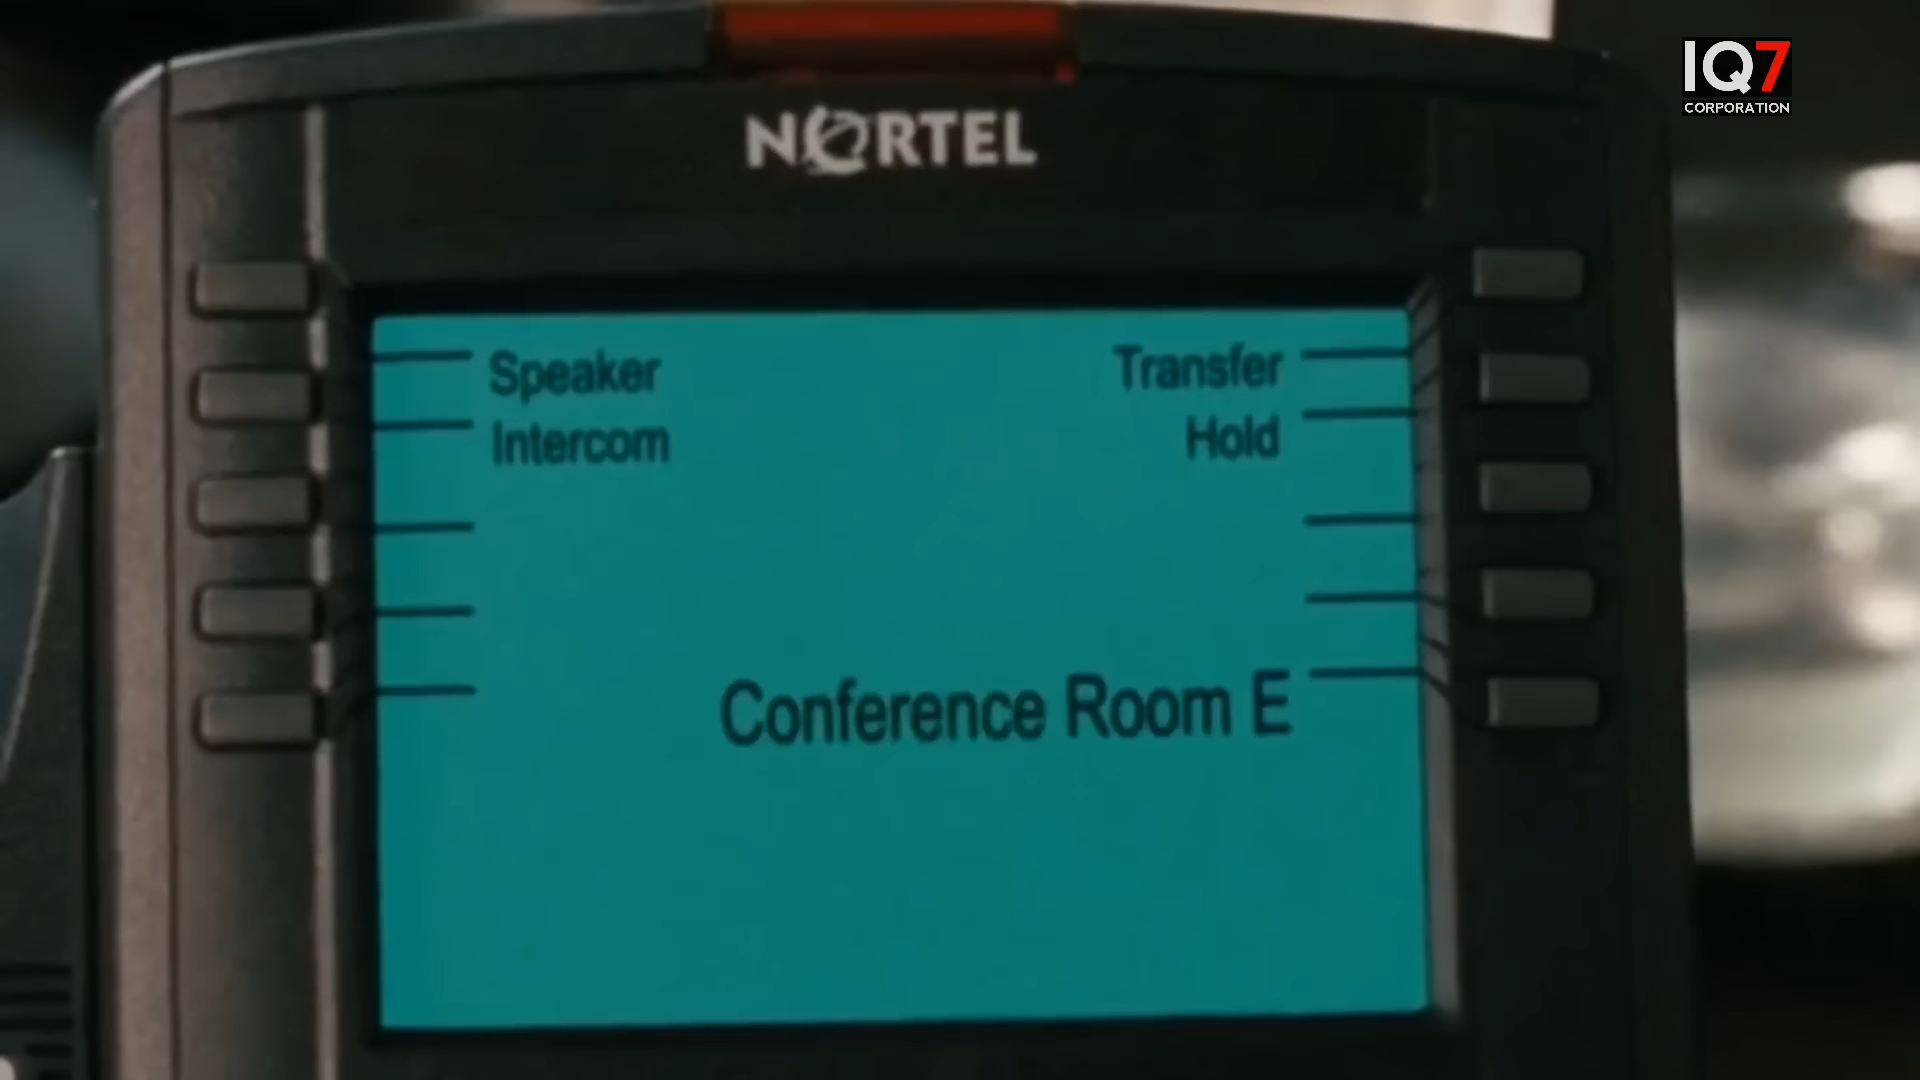 IQ7
CORPORATION
NORTEL
Speaker
Transfer
Intercom
Hold
Conference Room E